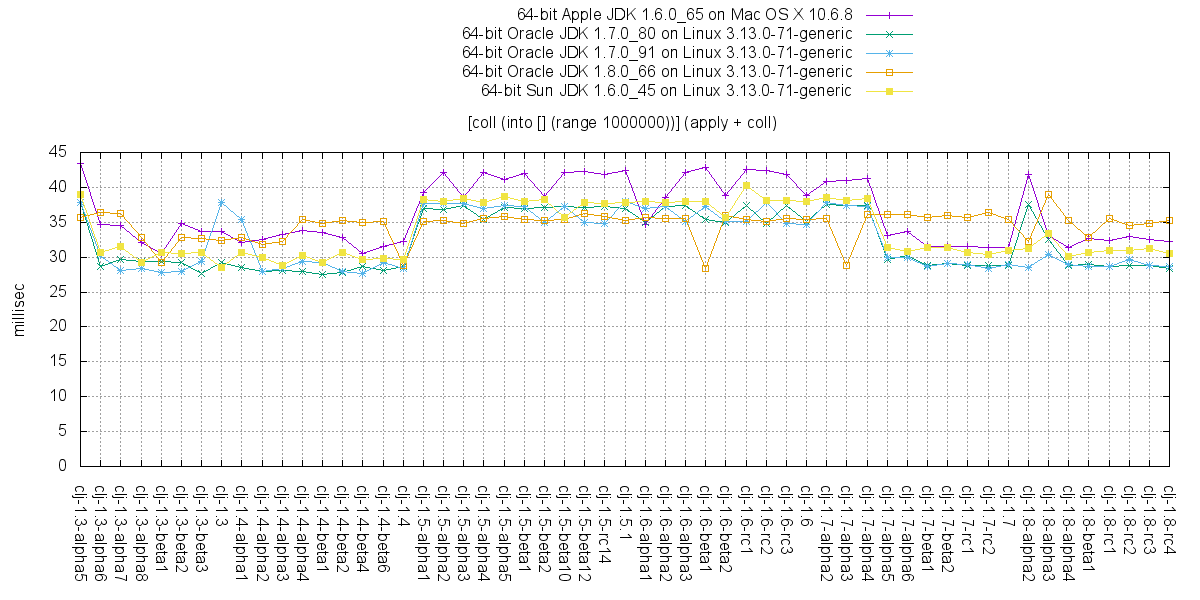 64-bit Apple JDK 1.6.0_65 on Mac OS X 10.6.8
64-bit Oracle JDK 1.7.0_80 on Linux 3.13.0-71-generic
64-bit Oracle JDK 1.7.0_91 on Linux 3.13.0-71-generic
64-bit Oracle JDK 1.8.0_66 on Linux 3.13.0-71-generic
64-bit Sun JDK 1.6.0_45 on Linux 3.13.0-71-generic
[coll (into [] (range 1000000))] (apply + coll)
45
40
35
30
25
20
15
10
5
0
millisec
clj-1.3-alpha5
clj-1.3-alpha6
clj-1.3-alpha7
clj-1.3-alpha8
clj-1.3-beta1
clj-1.3-beta2
clj-1.3-beta3
clj-1.3
clj-1.4-alpha1
clj-1.4-alpha2
clj-1.4-alpha3
clj-1.4-alpha4
clj-1.4-beta1
clj-1.4-beta2
clj-1.4-beta4
clj-1.4-beta6
clj-1.4
clj-1.5-alpha1
clj-1.5-alpha2
clj-1.5-alpha3
clj-1.5-alpha4
clj-1.5-alpha5
clj-1.5-beta1
clj-1.5-beta2
clj-1.5-beta10
clj-1.5-beta12
clj-1.5-rc14
clj-1.5.1
clj-1.6-alpha1
clj-1.6-alpha2
clj-1.6-alpha3
clj-1.6-beta1
clj-1.6-beta2
clj-1.6-rc1
clj-1.6-rc2
clj-1.6-rc3
clj-1.6
clj-1.7-alpha2
clj-1.7-alpha3
clj-1.7-alpha4
clj-1.7-alpha5
clj-1.7-alpha6
clj-1.7-beta1
clj-1.7-beta2
clj-1.7-rc1
clj-1.7-rc2
clj-1.7
clj-1.8-alpha2
clj-1.8-alpha3
clj-1.8-alpha4
clj-1.8-beta1
clj-1.8-rc1
clj-1.8-rc2
clj-1.8-rc3
clj-1.8-rc4